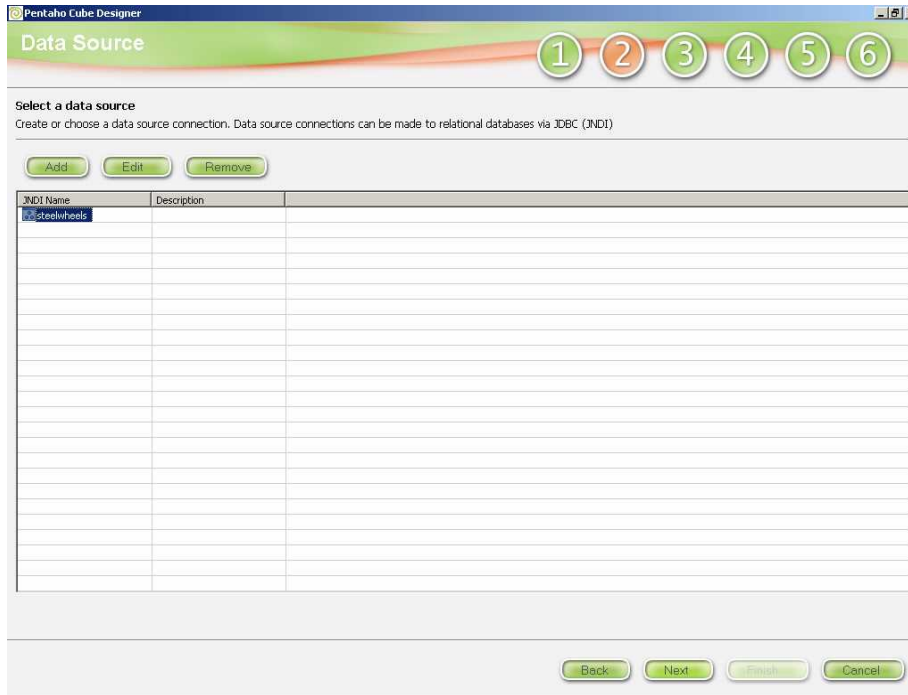 Pentaho Cube Designer
Data Source
1 2 3 4 5 6
Select a data source
Create or choose a data source connection. Data source connections can be made to relational databases via JDBC (JNDI)
Add Edit Remove
JNDI Name Description
steelwheels
Back Next Finish Cancel